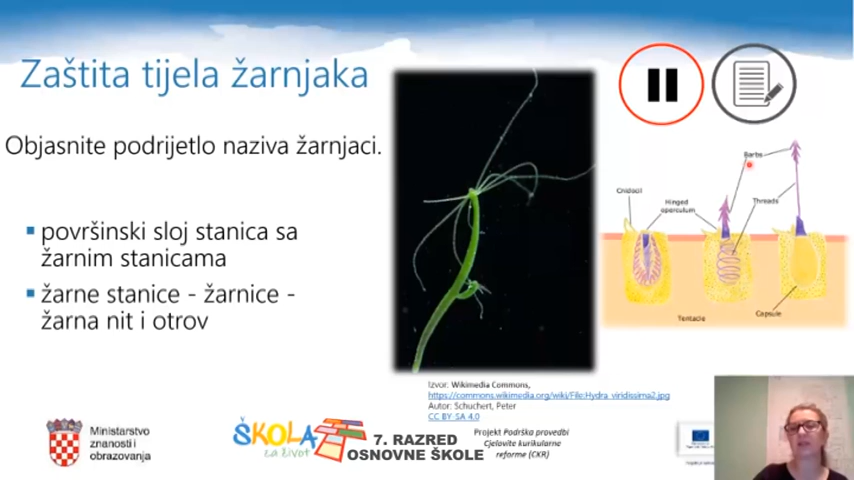 Zaštita tijela žarnjaka
Objasnite podrijetlo naziva žarnjaci.
▪ površinski sloj stanica sa
žarnim stanicama
▪ žarne stanice - žarnice -
žarna nit i otrov
Barbs
Cnidocil
Hinged
operculum
Threads
Tentacle
Capsule
Izvor: Wikimedia Commons,
https://commons.wikimedia.org/wiki/File:Hydra_viridissima2.jpg
Autor: Schuchert, Peter
CC BY-SA 4.0
Ministarstvo
znanosti i
obrazovanja
ŠKOLA
za život
7. RAZRED
OSNOVNE ŠKOLE
Projekt Podrška provedbi
Cjelovite kurikularne
reforme (CKR)